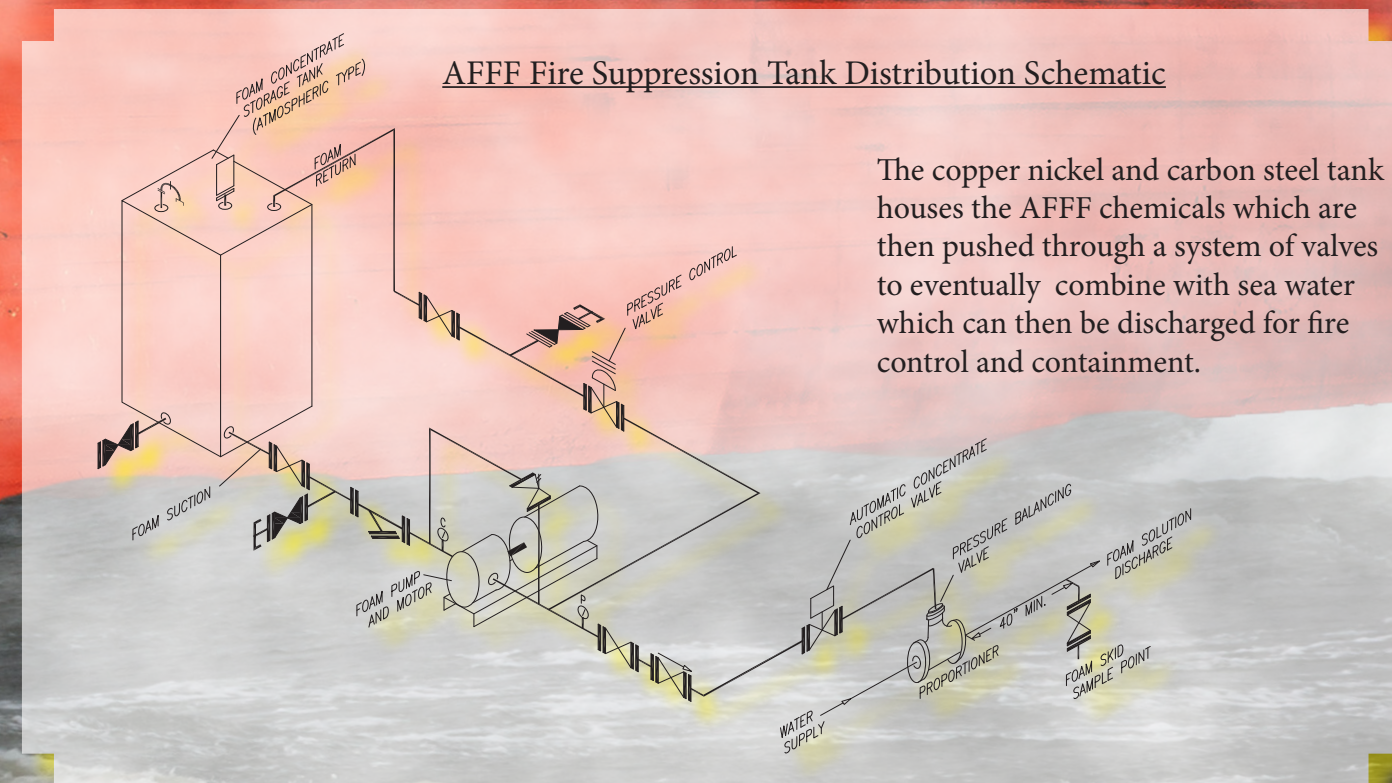 AFFF Fire Suppression Tank Distribution Schematic
The copper nickel and carbon steel tank
houses the AFFF chemicals which are
then pushed through a system of valves
to eventually  combine with sea water
which can then be discharged for fire
control and containment.
FOAM CONCENTRATE
STORAGE TANK
(ATMOSPHERIC TYPE)
FOAM
RETURN
PRESSURE CONTROL
VALVE
FOAM SUCTION
C
FOAM PUMP
AND MOTOR
P
AUTOMATIC CONCENTRATE
CONTROL VALVE
PRESSURE BALANCING
VALVE
FOAM SOLUTION
DISCHARGE
40" MIN.
PROPORTIONER
FOAM SKID
SAMPLE POINT
WATER
SUPPLY